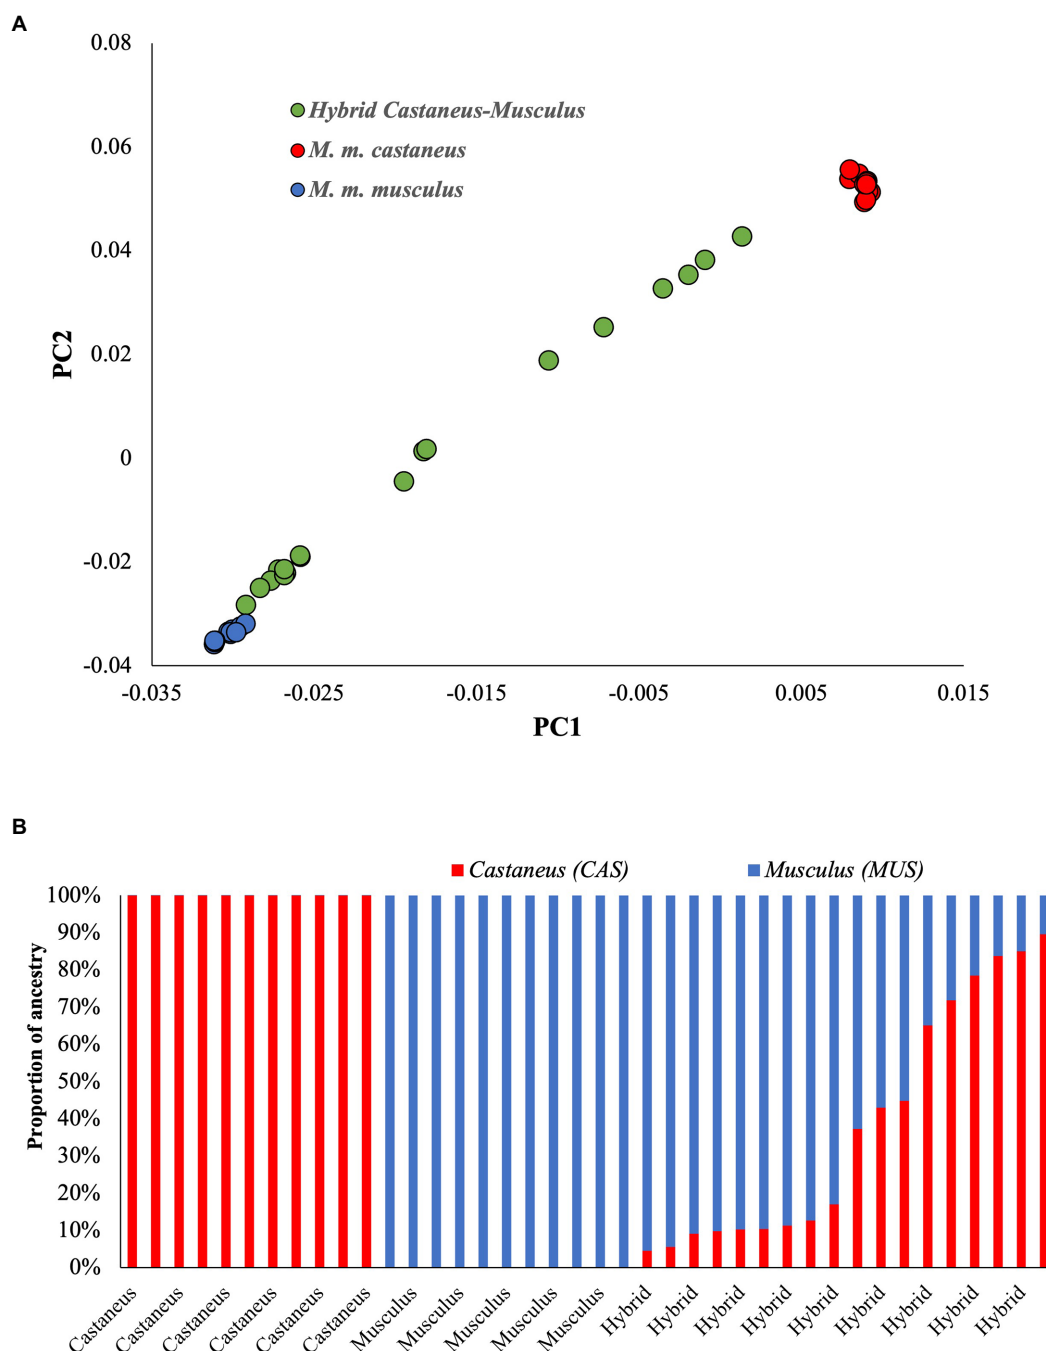 A
0.08
0.06
0.04
0.02
0
-0.02
-0.04
PC2
Hybrid Castaneus-Musculus
M. m. castaneus
M. m. musculus
-0.035 -0.025 -0.015 -0.005 0.005 0.015
PC1
B
Castaneus (CAS) Musculus (MUS)
100%
90%
80%
70%
60%
50%
40%
30%
20%
10%
0%
Proportion of ancestry
Castaneus
Castaneus
Castaneus
Castaneus
Castaneus
Castaneus
Musculus
Musculus
Musculus
Musculus
Musculus
Hybrid
Hybrid
Hybrid
Hybrid
Hybrid
Hybrid
Hybrid
Hybrid
Hybrid